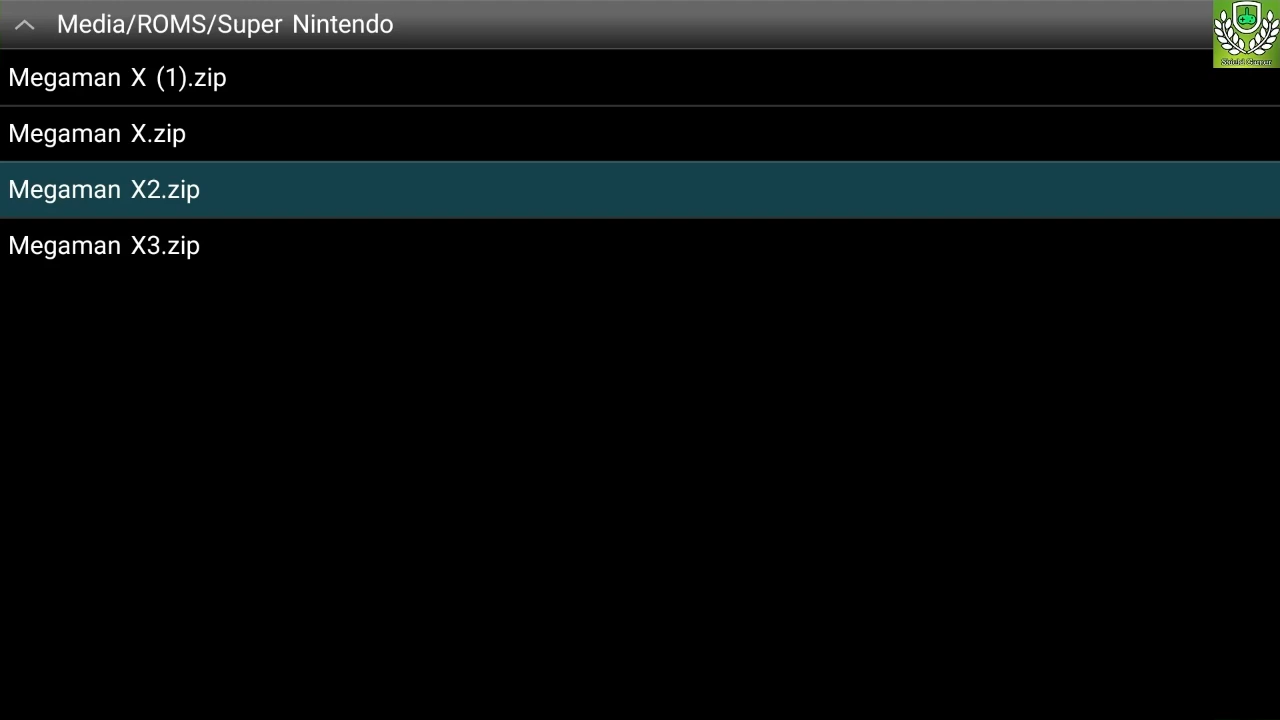 Media/ROMS/Super Nintendo
Megaman X (1).zip
Megaman X.zip
Megaman X2.zip
Megaman X3.zip